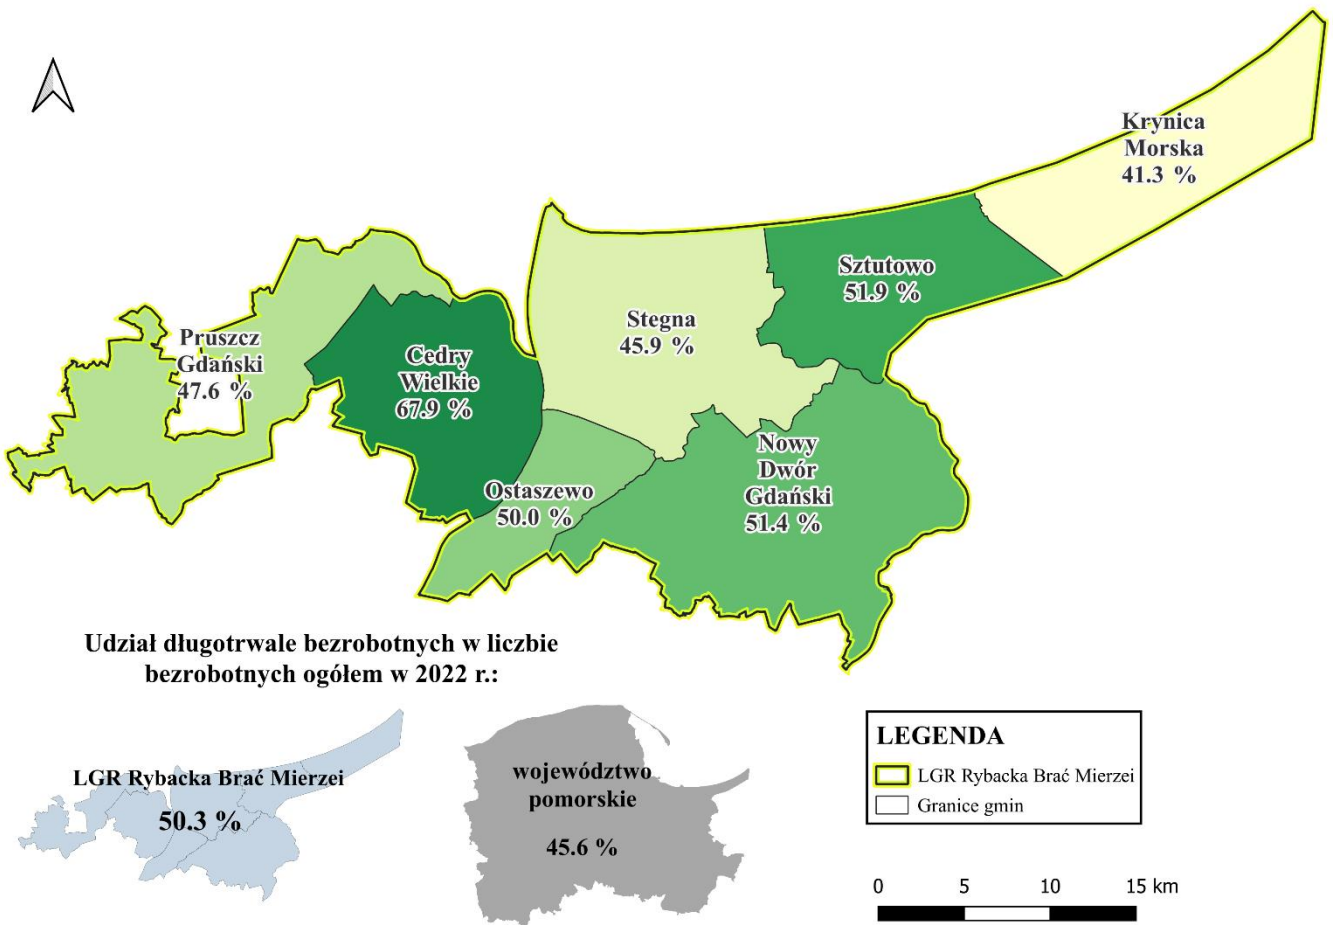 Krynica
Morska
41.3 %
Sztutowo
51.9 %
Stegna
45.9 %
Pruszcz
Gdański
47.6 %
Cedry
Wielkie
67.9 %
Nowy
Dwór
Gdański
51.4 %
Ostaszewo
50.0 %
Udział długotrwale bezrobotnych w liczbie
bezrobotnych ogółem w 2022 r.:
LGR Rybacka Brać Mierzei
50.3 %
województwo
pomorskie
45.6 %
LEGENDA
LGR Rybacka Brać Mierzei
Granice gmin
0 5 10 15 km